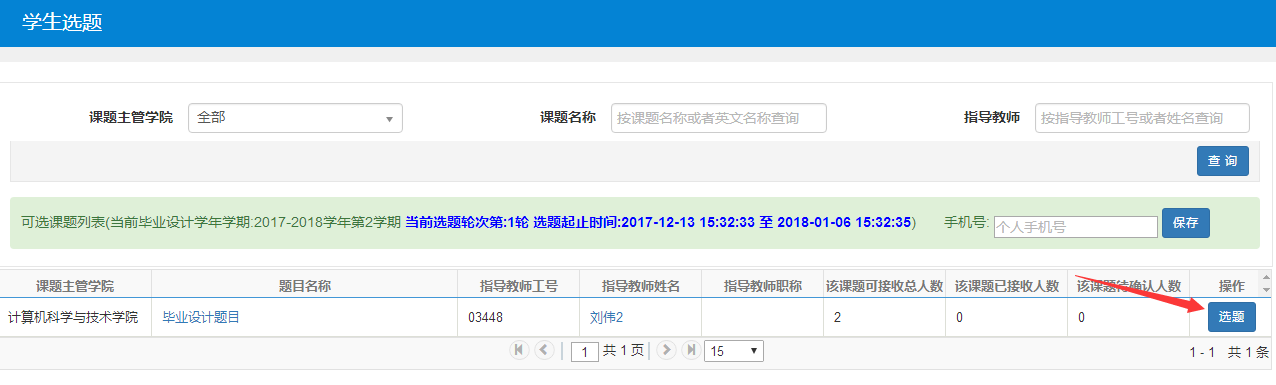 学生选题
课题主管学院 全部 课题名称 按课题名称或者英文名称查询 指导教师 按指导教师工号或者姓名查询
查 询
可选课题列表(当前毕业设计学年学期:2017-2018学年第2学期 当前选题轮次第:1轮 选题起止时间:2017-12-13 15:32:33 至 2018-01-06 15:32:35) 手机号: 个人手机号 保存
课题主管学院 题目名称 指导教师工号 指导教师姓名 指导教师职称 该课题可接收总人数 该课题已接收人数 该课题待确认人数 操作
计算机科学与技术学院 毕业设计题目 03448 刘伟2 2 0 0 选题
1 共 1 页 15 1 - 1 共 1 条